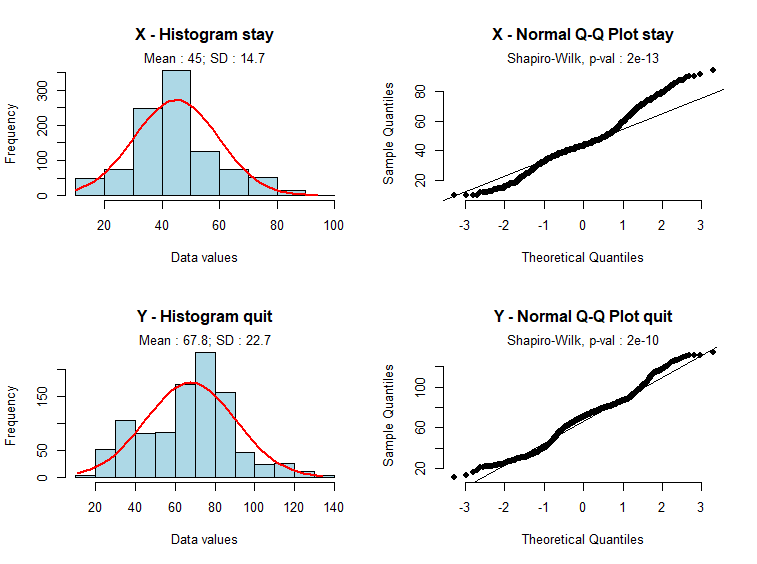 X - Histogram stay
Mean : 45; SD : 14.7
Frequency
0 100 200 300
20 40 60 80 100
Data values
X - Normal Q-Q Plot stay
Shapiro-Wilk, p-val : 2e-13
Sample Quantiles
20 40 60 80
-3 -2 -1 0 1 2 3
Theoretical Quantiles
Y - Histogram quit
Mean : 67.8; SD : 22.7
Frequency
0 50 150
20 40 60 80 100 120 140
Data values
Y - Normal Q-Q Plot quit
Shapiro-Wilk, p-val : 2e-10
Sample Quantiles
20 60 100
-3 -2 -1 0 1 2 3
Theoretical Quantiles